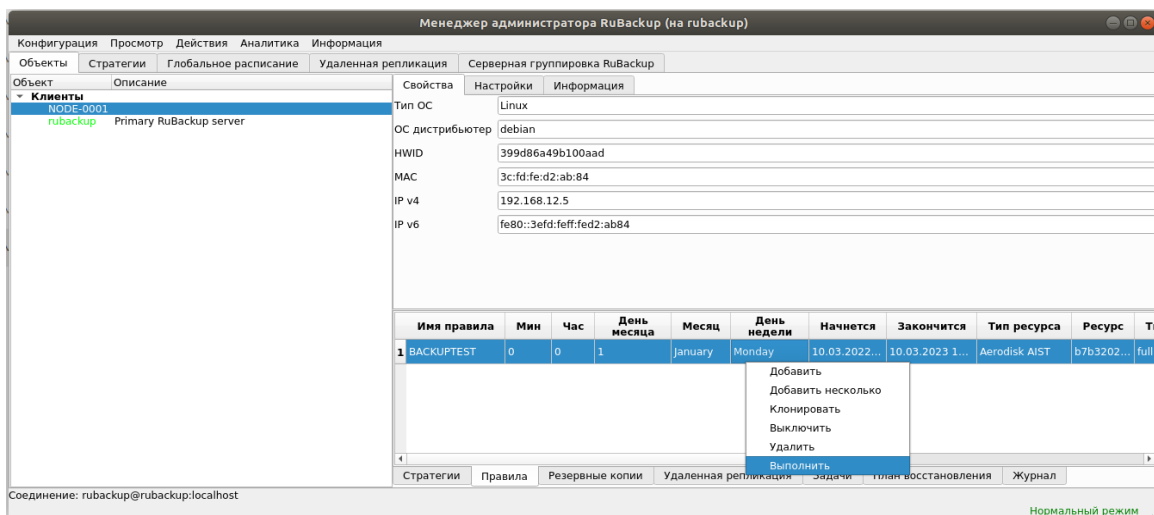 Менеджер администратора RuBackup (на rubackup)
Конфигурация Просмотр Действия Аналитика Информация
Объекты Стратегии Глобальное расписание Удаленная репликация Серверная группировка RuBackup
Объект Описание
Клиенты
NODE-0001
rubackup Primary RuBackup server
Свойства Настройки Информация
Тип ОС Linux
ОС дистрибьютер debian
HWID 399d86a49b100aad
MAC 3c:fd:fe:d2:ab:84
IP v4 192.168.12.5
IP v6 fe80::3efd:feff:fed2:ab84
Имя правила Мин Час День месяца Месяц День недели Начнется Закончится Тип ресурса Ресурс
1 BACKUPTEST 0 0 1 January Monday 10.03.2022... 10.03.2023 1... Aerodisk AIST b7b3202... full
Добавить
Добавить несколько
Клонировать
Выключить
Удалить
Выполнить
Стратегии Правила Резервные копии Удаленная репликация Задачи План восстановления Журнал
Соединение: rubackup@rubackup:localhost
Нормальный режим